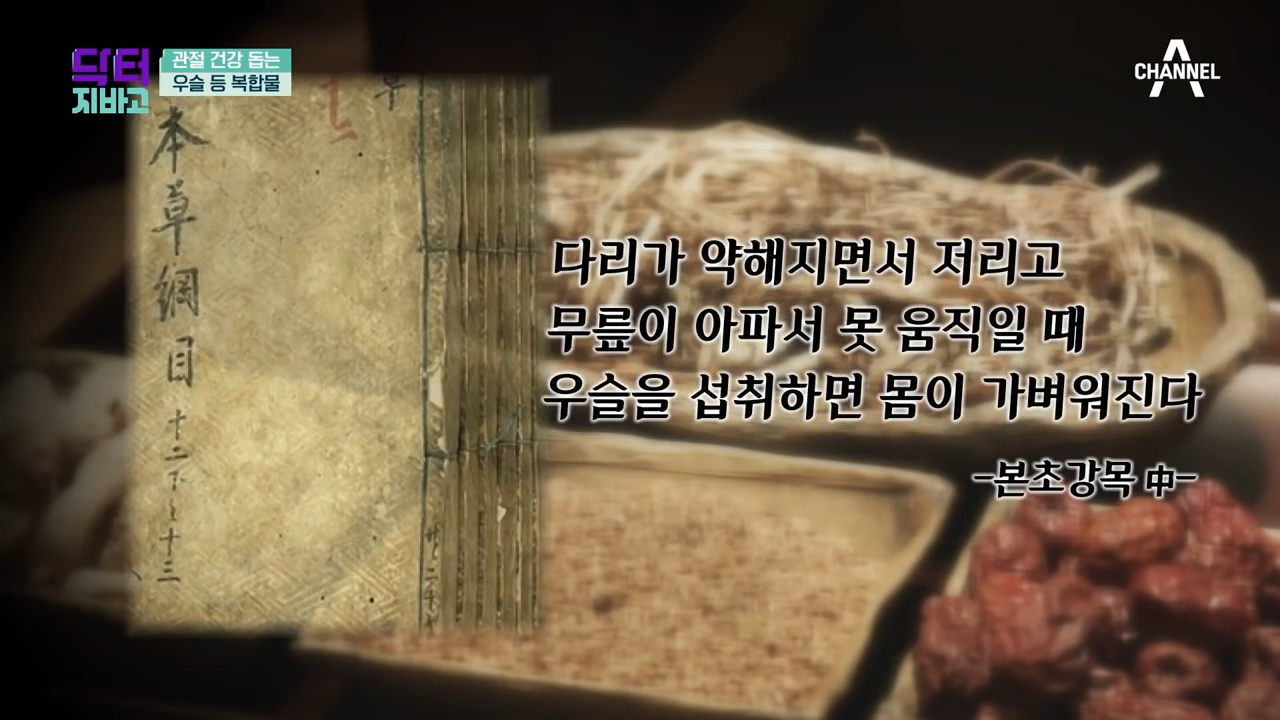 닥터
지바고
관절 건강 돕는
우슬 등 복합물
CHANNEL A
本草綱目 十二下之十三
다리가 약해지면서 저리고
무릎이 아파서 못 움직일 때
우슬을 섭취하면 몸이 가벼워진다
-본초강목 中-